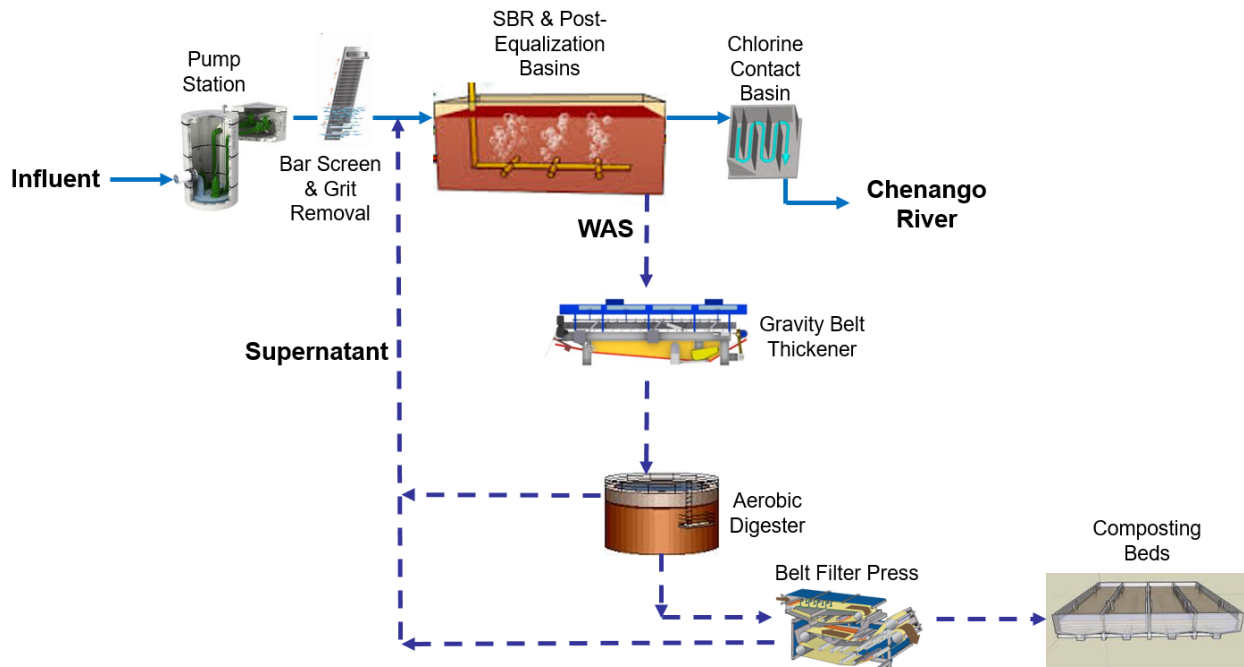 SBR & Post-
Equalization
Basins
Chlorine
Contact
Basin
Pump
Station
Influent
Bar Screen
& Grit
Removal
Chenango
River
WAS
Supernatant
Gravity Belt
Thickener
Aerobic
Digester
Composting
Beds
Belt Filter Press